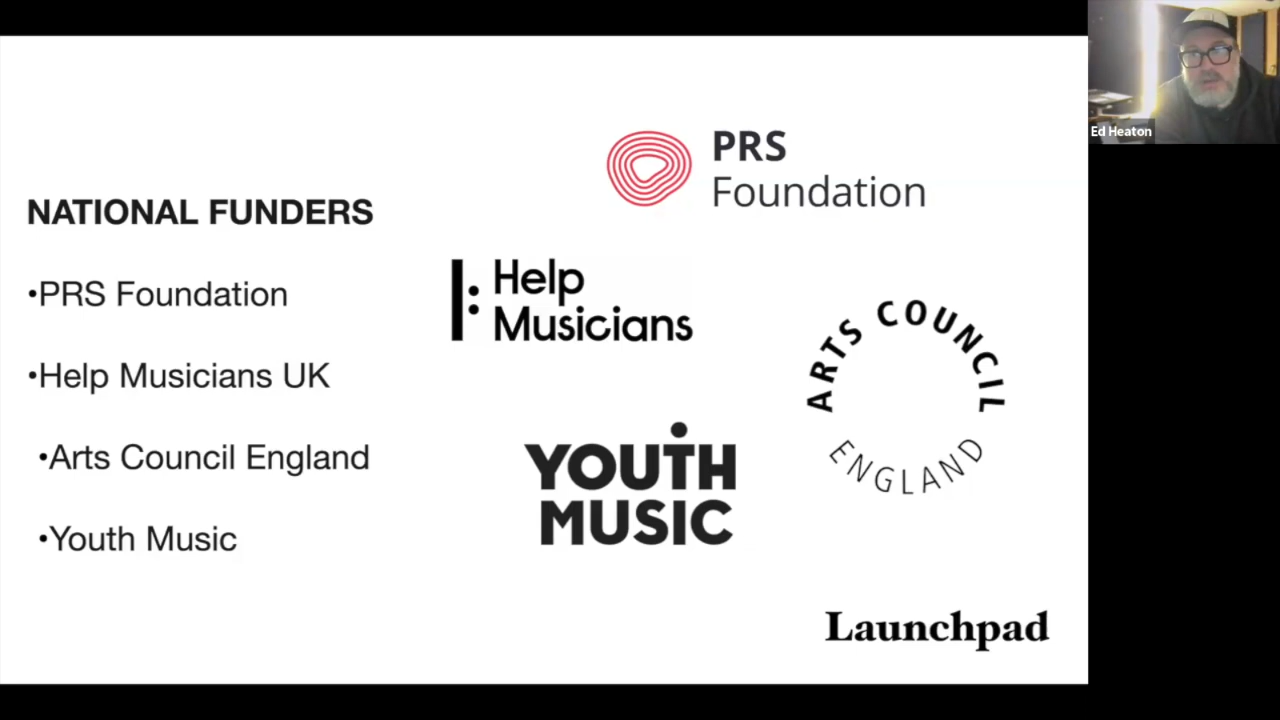 NATIONAL FUNDERS
•PRS Foundation
•Help Musicians UK
•Arts Council England
•Youth Music
PRS
Foundation
Help
Musicians
ARTS COUNCIL
ENGLAND
YOUTH
MUSIC
Launchpad
Ed Heaton